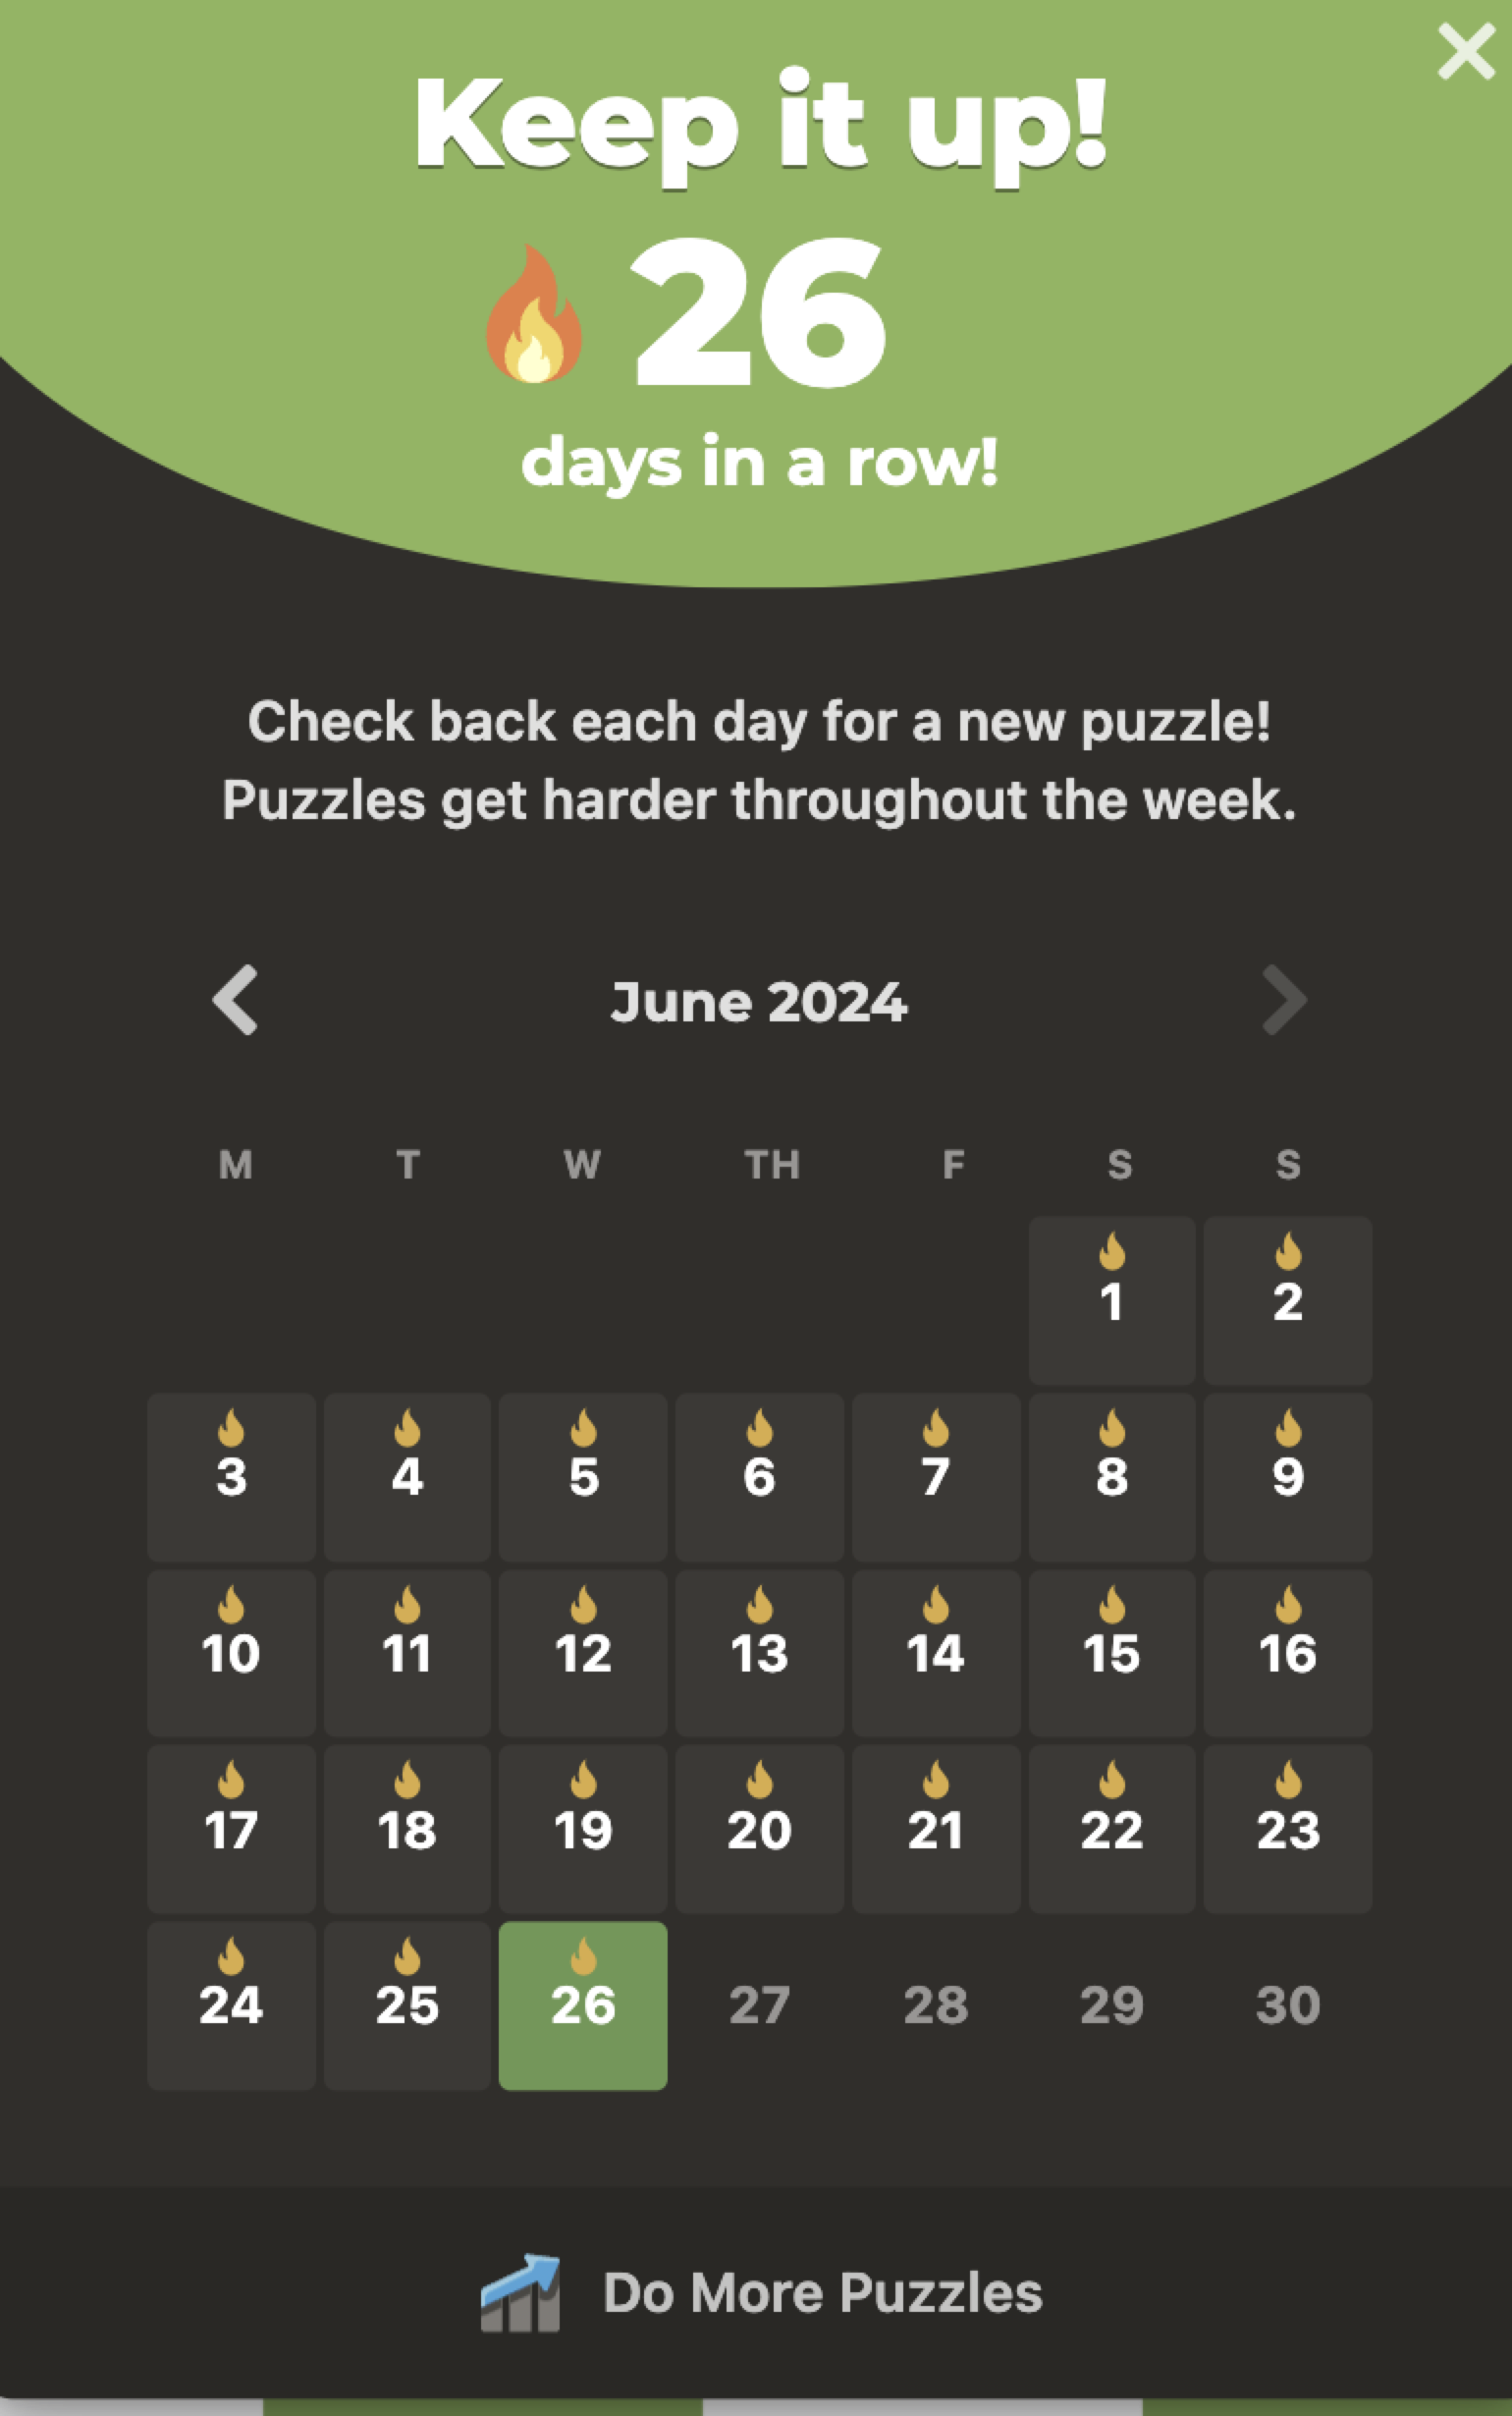 Keep it up!
26
days in a row!
Check back each day for a new puzzle!
Puzzles get harder throughout the week.
June 2024
M T W TH F S S
1 2
3 4 5 6 7 8 9
10 11 12 13 14 15 16
17 18 19 20 21 22 23
24 25 26 27 28 29 30
Do More Puzzles